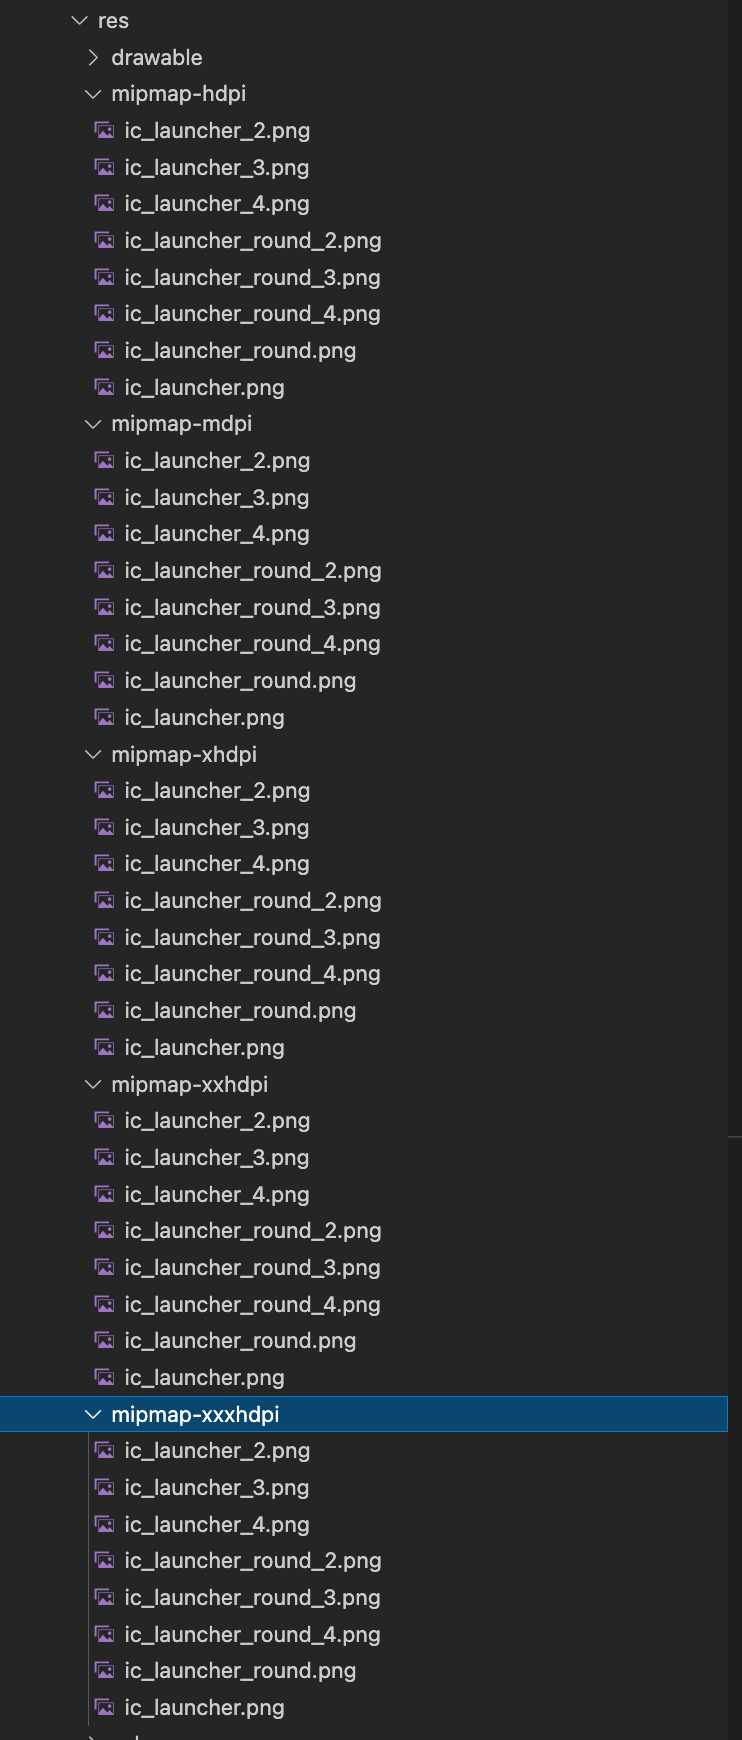 res
drawable
mipmap-hdpi
ic_launcher_2.png
ic_launcher_3.png
ic_launcher_4.png
ic_launcher_round_2.png
ic_launcher_round_3.png
ic_launcher_round_4.png
ic_launcher_round.png
ic_launcher.png
mipmap-mdpi
ic_launcher_2.png
ic_launcher_3.png
ic_launcher_4.png
ic_launcher_round_2.png
ic_launcher_round_3.png
ic_launcher_round_4.png
ic_launcher_round.png
ic_launcher.png
mipmap-xhdpi
ic_launcher_2.png
ic_launcher_3.png
ic_launcher_4.png
ic_launcher_round_2.png
ic_launcher_round_3.png
ic_launcher_round_4.png
ic_launcher_round.png
ic_launcher.png
mipmap-xxhdpi
ic_launcher_2.png
ic_launcher_3.png
ic_launcher_4.png
ic_launcher_round_2.png
ic_launcher_round_3.png
ic_launcher_round_4.png
ic_launcher_round.png
ic_launcher.png
mipmap-xxxhdpi
ic_launcher_2.png
ic_launcher_3.png
ic_launcher_4.png
ic_launcher_round_2.png
ic_launcher_round_3.png
ic_launcher_round_4.png
ic_launcher_round.png
ic_launcher.png